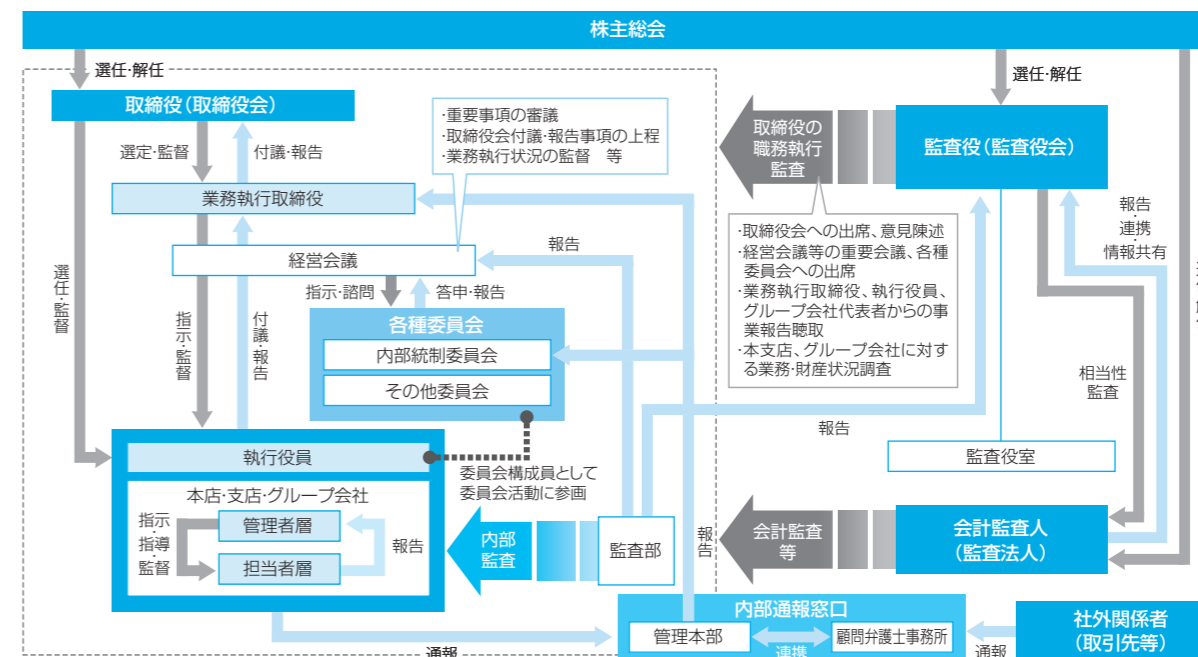 株主総会
選任・解任
選任・解任
取締役（取締役会）
・重要事項の審議
・取締役会付議・報告事項の上程
・業務執行状況の監督　等
取締役の
職務執行
監査
監査役（監査役会）
選定・監督
付議・報告
業務執行取締役
報告
・
連携
・
情報共有
・取締役会への出席、意見陳述
・経営会議等の重要会議、各種
委員会への出席
・業務執行取締役、執行役員、
グループ会社代表者からの事
業報告聴取
・本支店、グループ会社に対す
る業務・財産状況調査
報告
経営会議
選任・監督
指示・諮問
答申・報告
指示・監督
付議・報告
各種委員会
内部統制委員会
その他委員会
相当性
監査
報告
執行役員
監査役室
委員会構成員として
委員会活動に参画
本店・支店・グループ会社
指示
・
指導
・
監督
管理者層
担当者層
報告
内部
監査
監査部
報告
会計監査
等
会計監査人
（監査法人）
内部通報窓口
管理本部
連携
顧問弁護士事務所
通報
通報
社外関係者
（取引先等）